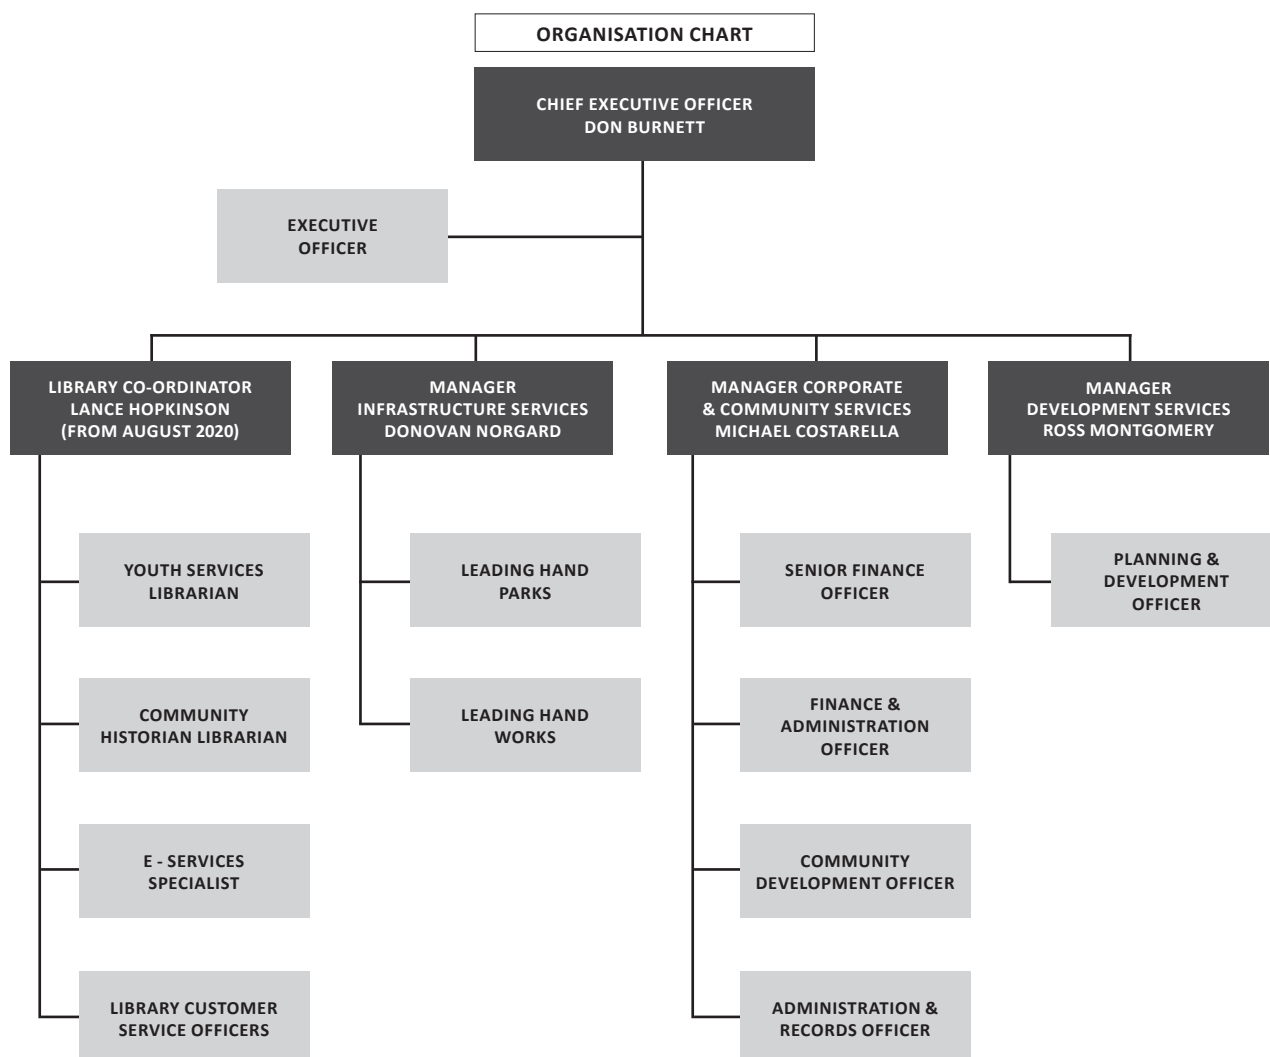 ORGANISATION CHART
CHIEF EXECUTIVE OFFICER
DON BURNETT
EXECUTIVE
OFFICER
LIBRARY CO-ORDINATOR
LANCE HOPKINSON
(FROM AUGUST 2020)
MANAGER
INFRASTRUCTURE SERVICES
DONOVAN NORGARD
MANAGER CORPORATE
& COMMUNITY SERVICES
MICHAEL COSTARELLA
MANAGER
DEVELOPMENT SERVICES
ROSS MONTGOMERY
YOUTH SERVICES
LIBRARIAN
LEADING HAND
PARKS
SENIOR FINANCE
OFFICER
PLANNING &
DEVELOPMENT
OFFICER
COMMUNITY
HISTORIAN LIBRARIAN
LEADING HAND
WORKS
FINANCE &
ADMINISTRATION
OFFICER
E - SERVICES
SPECIALIST
COMMUNITY
DEVELOPMENT OFFICER
LIBRARY CUSTOMER
SERVICE OFFICERS
ADMINISTRATION &
RECORDS OFFICER